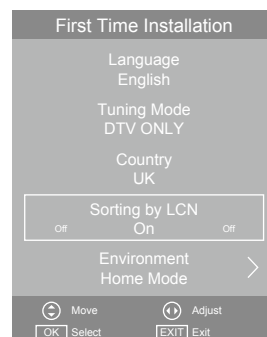 First Time Installation
Language
English
Tuning Mode
DTV ONLY
Country
UK
Sorting by LCN
Off On Off
Environment
Home Mode
Move Adjust
OK Select EXIT Exit